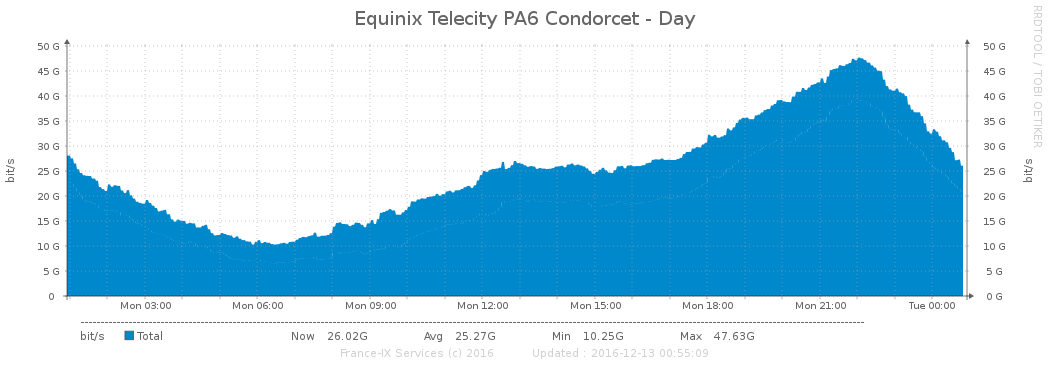 Equinix Telecity PA6 Condorcet - Day
RRDTOOL / TOBI OETIKER
50 G 50 G
45 G 45 G
40 G 40 G
35 G 35 G
30 G 30 G
25 G 25 G
20 G 20 G
15 G 15 G
10 G 10 G
5 G 5 G
0 0 G
bit/s bit/s
Mon 03:00 Mon 06:00 Mon 09:00 Mon 12:00 Mon 15:00 Mon 18:00 Mon 21:00 Tue 00:00
bit/s Total Now 26.02G Avg 25.27G Min 10.25G Max 47.63G
France-IX Services (c) 2016 Updated : 2016-12-13 00:55:09